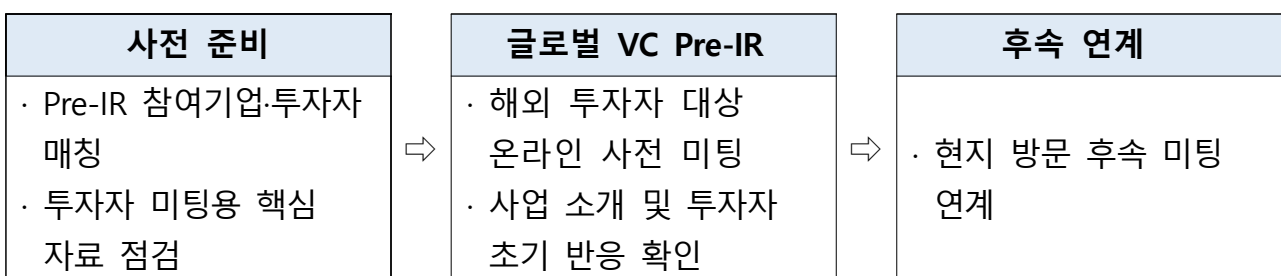 사전 준비
· Pre-IR 참여기업·투자자
매칭
· 투자자 미팅용 핵심
자료 점검
⇨
글로벌 VC Pre-IR
· 해외 투자자 대상
온라인 사전 미팅
· 사업 소개 및 투자자
초기 반응 확인
⇨
후속 연계
· 현지 방문 후속 미팅
연계